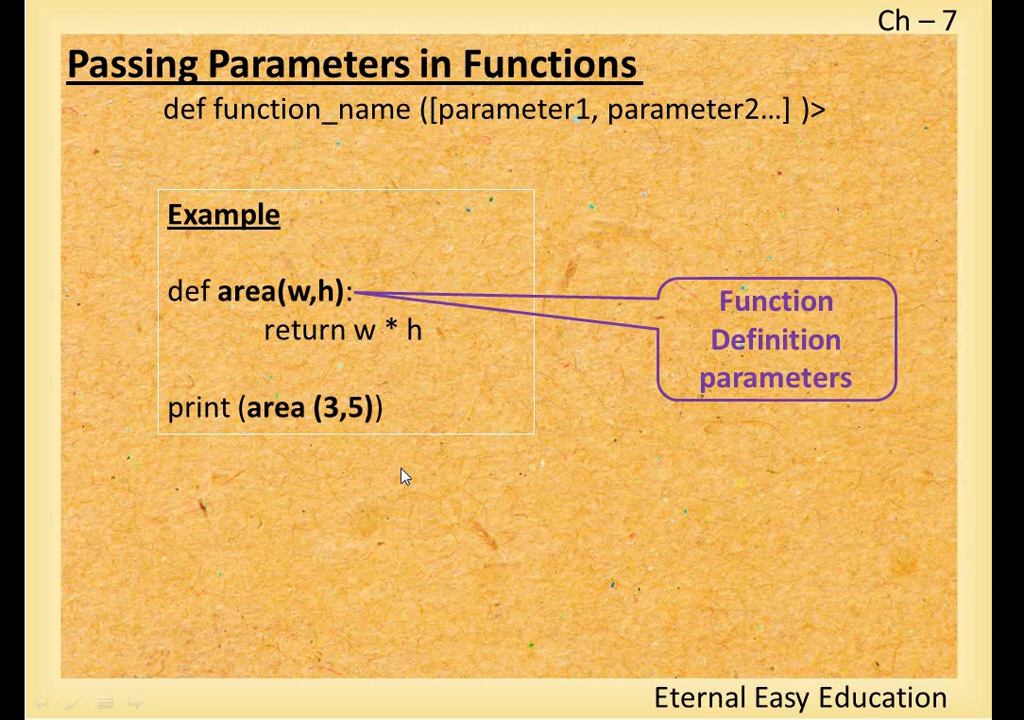 Ch – 7
Passing Parameters in Functions
def function_name ([parameter1, parameter2…] )>
Example
def area(w,h):
return w * h
print (area (3,5))
Function
Definition
parameters
Eternal Easy Education